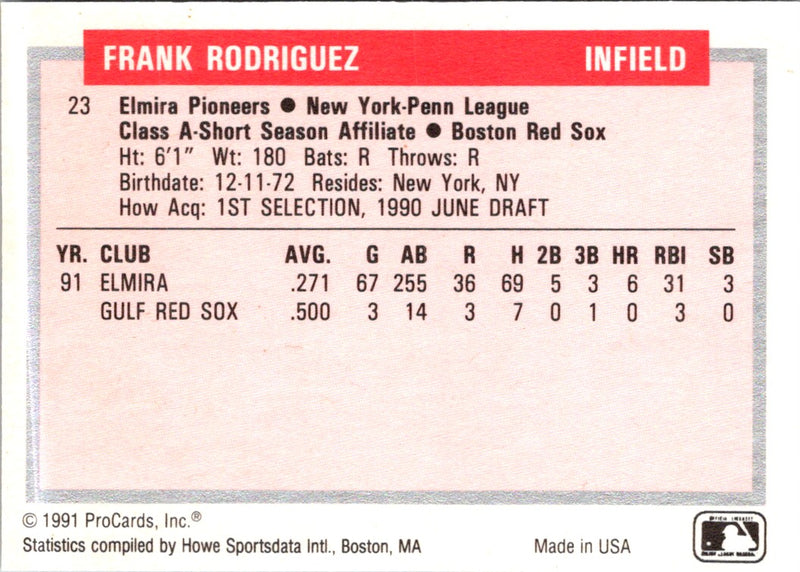 FRANK RODRIGUEZ INFIELD
23 Elmira Pioneers ● New York-Penn League
Class A-Short Season Affiliate ● Boston Red Sox
Ht: 6'1" Wt: 180 Bats: R Throws: R
Birthdate: 12-11-72 Resides: New York, NY
How Acq: 1ST SELECTION, 1990 JUNE DRAFT
YR. CLUB AVG. G AB R H 2B 3B HR RBI SB
91 ELMIRA .271 67 255 36 69 5 3 6 31 3
GULF RED SOX .500 3 14 3 7 0 1 0 3 0
© 1991 ProCards, Inc.®
Statistics compiled by Howe Sportsdata Intl., Boston, MA Made in USA